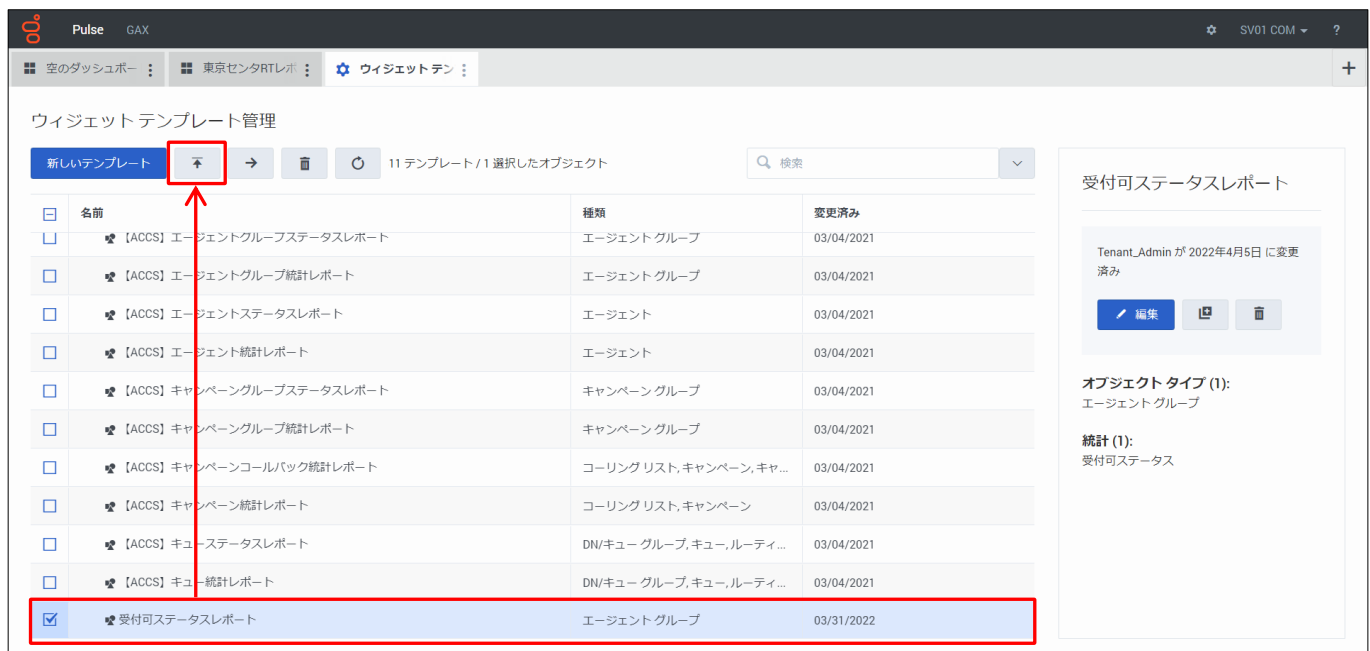 Pulse GAX SV01 COM ?
空のダッシュボー 東京センタRTレポ ウィジェット テン
ウィジェット テンプレート管理
新しいテンプレート 11 テンプレート / 1 選択したオブジェクト 検索
名前 種類 変更済み
【ACCS】エージェントグループステータスレポート エージェント グループ 03/04/2021
【ACCS】エージェントグループ統計レポート エージェント グループ 03/04/2021
【ACCS】エージェントステータスレポート エージェント 03/04/2021
【ACCS】エージェント統計レポート エージェント 03/04/2021
【ACCS】キャンペーングループステータスレポート キャンペーン グループ 03/04/2021
【ACCS】キャンペーングループ統計レポート キャンペーン グループ 03/04/2021
【ACCS】キャンペーンコールバック統計レポート コーリング リスト, キャンペーン, キャ... 03/04/2021
【ACCS】キャンペーン統計レポート コーリング リスト, キャンペーン 03/04/2021
【ACCS】キューステータスレポート DN/キュー グループ, キュー, ルーティ... 03/04/2021
【ACCS】キュー統計レポート DN/キュー グループ, キュー, ルーティ... 03/04/2021
受付可ステータスレポート エージェント グループ 03/31/2022
受付可ステータスレポート
Tenant_Admin が 2022年4月5日 に変更
済み
編集
オブジェクト タイプ (1):
エージェント グループ
統計 (1):
受付可ステータス